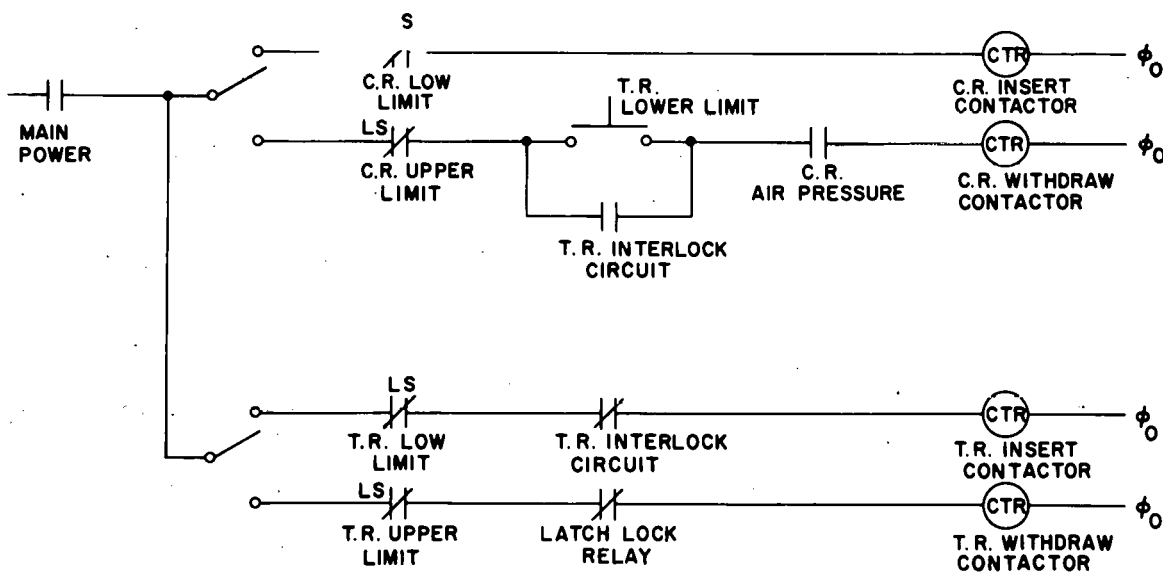 S
CTR
ϕ0
C.R. LOW
LIMIT
C.R. INSERT
CONTACTOR
MAIN
POWER
T.R.
LOWER LIMIT
LS
CTR
ϕ0
C.R. UPPER
LIMIT
C.R.
AIR PRESSURE
C.R. WITHDRAW
CONTACTOR
T.R. INTERLOCK
CIRCUIT
LS
CTR
ϕ0
T.R. LOW
LIMIT
T.R. INTERLOCK
CIRCUIT
T.R. INSERT
CONTACTOR
LS
CTR
ϕ0
T.R. UPPER
LIMIT
LATCH LOCK
RELAY
T.R. WITHDRAW
CONTACTOR